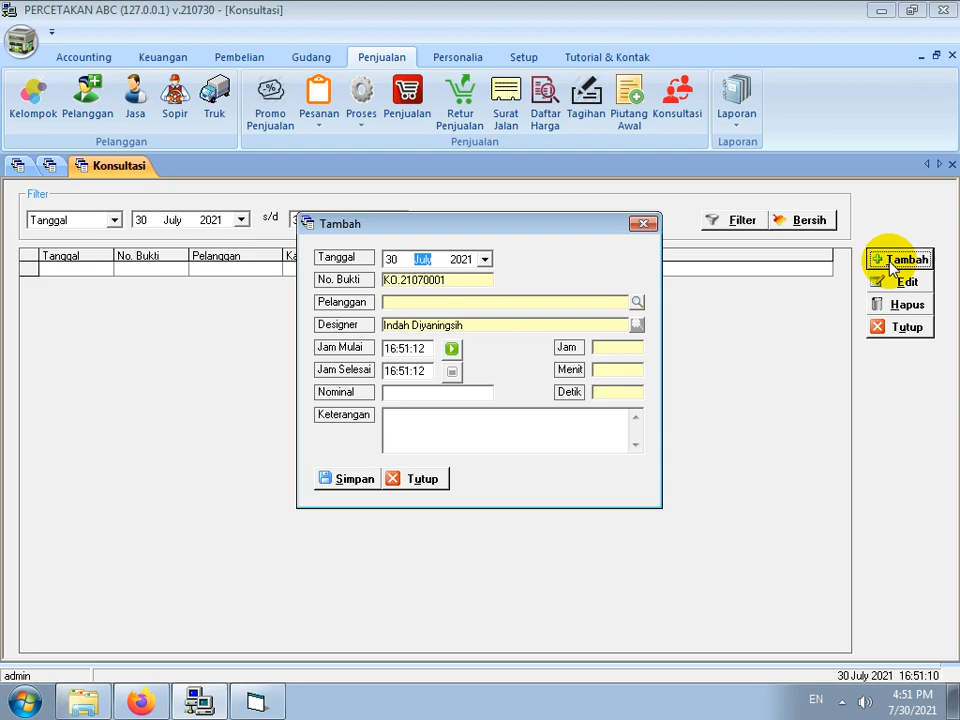 PERCETAKAN ABC (127.0.0.1) v.210730 - [Konsultasi]
Accounting Keuangan Pembelian Gudang Penjualan Personalia Setup Tutorial & Kontak
Kelompok Pelanggan Jasa Sopir Truk Promo Penjualan Pesanan Proses Penjualan Retur Penjualan Surat Jalan Daftar Harga Tagihan Piutang Awal Konsultasi Laporan
Pelanggan Penjualan Laporan
Konsultasi
Filter
Tanggal 30 July 2021 s/d Filter Bersih
Tanggal No. Bukti Pelanggan
Tambah
Edit
Hapus
Tutup
Tambah
Tanggal 30 July 2021
No. Bukti KO.21070001
Pelanggan
Designer Indah Diyaningsih
Jam Mulai 16:51:12 Jam
Jam Selesai 16:51:12 Menit
Nominal Detik
Keterangan
Simpan Tutup
admin 30 July 2021 16:51:10
EN 4:51 PM
7/30/2021